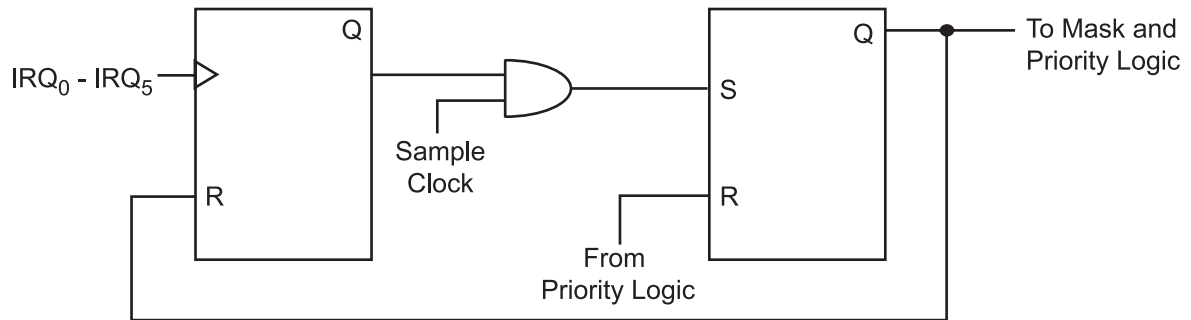 Q
IRQ₀ - IRQ₅
R
Sample
Clock
Q
S
R
From
Priority Logic
To Mask and
Priority Logic